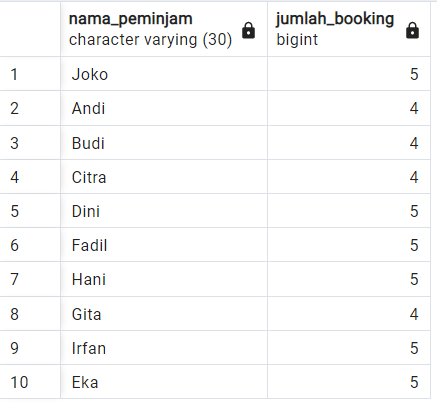 nama_peminjam jumlah_booking
character varying (30) bigint
1 Joko 5
2 Andi 4
3 Budi 4
4 Citra 4
5 Dini 5
6 Fadil 5
7 Hani 5
8 Gita 4
9 Irfan 5
10 Eka 5